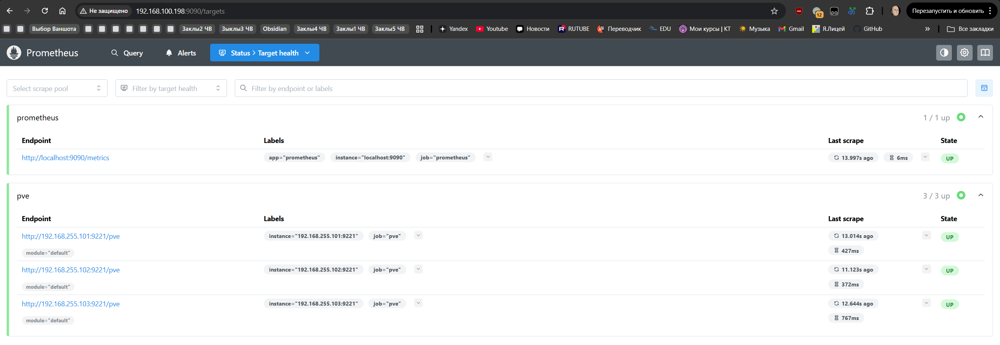 Не защищено 192.168.100.198:9090/targets 12 Перезапустить и обновить
Выбор Ваншота Заклы2 ЧВ Зыклы3 ЧВ Obsidian Заклы4 ЧВ Заклы1 ЧВ Заклы5 ЧВ Yandex Youtube Новости RUTUBE Переводчик EDU Мои курсы | КТ Музыка Gmail Я.Лицей GitHub » Все закладки
Prometheus Query Alerts Status > Target health
Select scrape pool Filter by target health Filter by endpoint or labels
prometheus 1 / 1 up
Endpoint Labels Last scrape State
http://localhost:9090/metrics app="prometheus" instance="localhost:9090" job="prometheus" 13.997s ago 6ms UP
pve 3 / 3 up
Endpoint Labels Last scrape State
http://192.168.255.101:9221/pve instance="192.168.255.101:9221" job="pve" 13.014s ago UP
module="default" 427ms
http://192.168.255.102:9221/pve instance="192.168.255.102:9221" job="pve" 11.123s ago UP
module="default" 372ms
http://192.168.255.103:9221/pve instance="192.168.255.103:9221" job="pve" 12.644s ago UP
module="default" 767ms